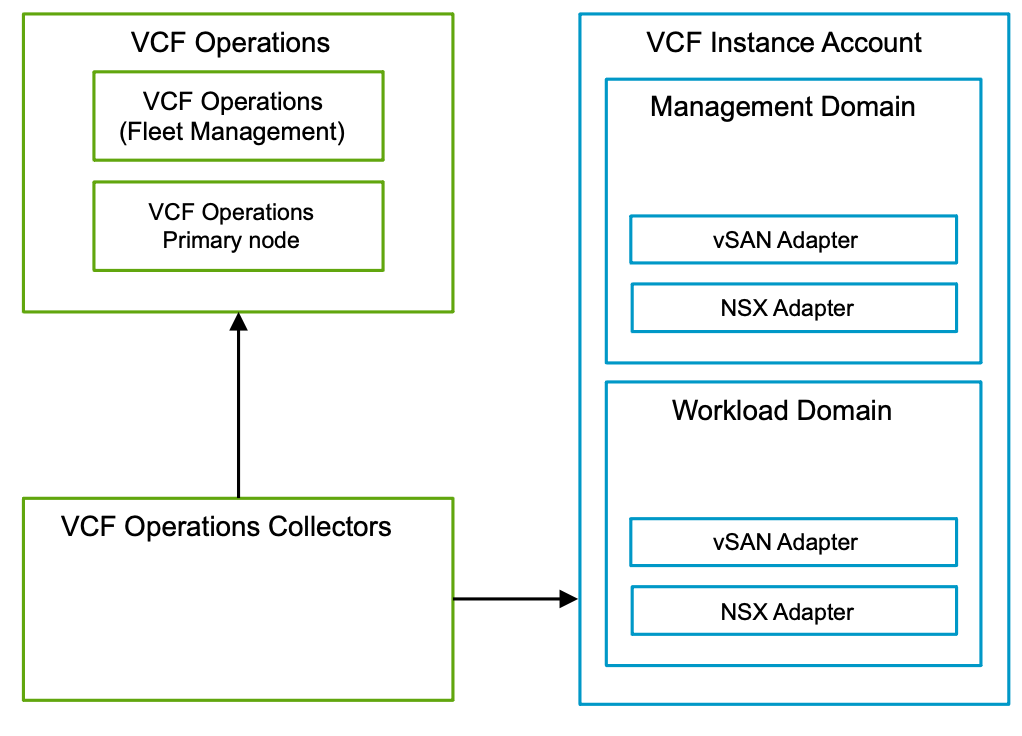 VCF Operations
VCF Operations
(Fleet Management)
VCF Operations
Primary node
VCF Operations Collectors
VCF Instance Account
Management Domain
vSAN Adapter
NSX Adapter
Workload Domain
vSAN Adapter
NSX Adapter